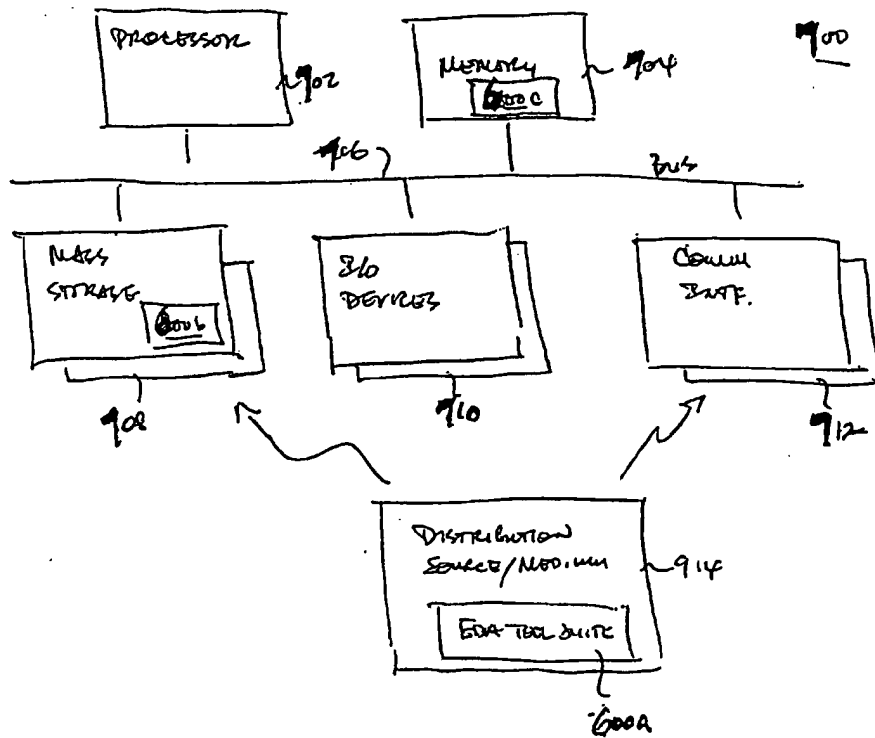 PROCESSOR
902
MEMORY
600c
904
900
906
BUS
MASS
STORAGE
600b
908
I/O
DEVICES
910
COMM
INTF.
912
DISTRIBUTION
SOURCE/MEDIUM
914
EDA TOOL SUITE
600a